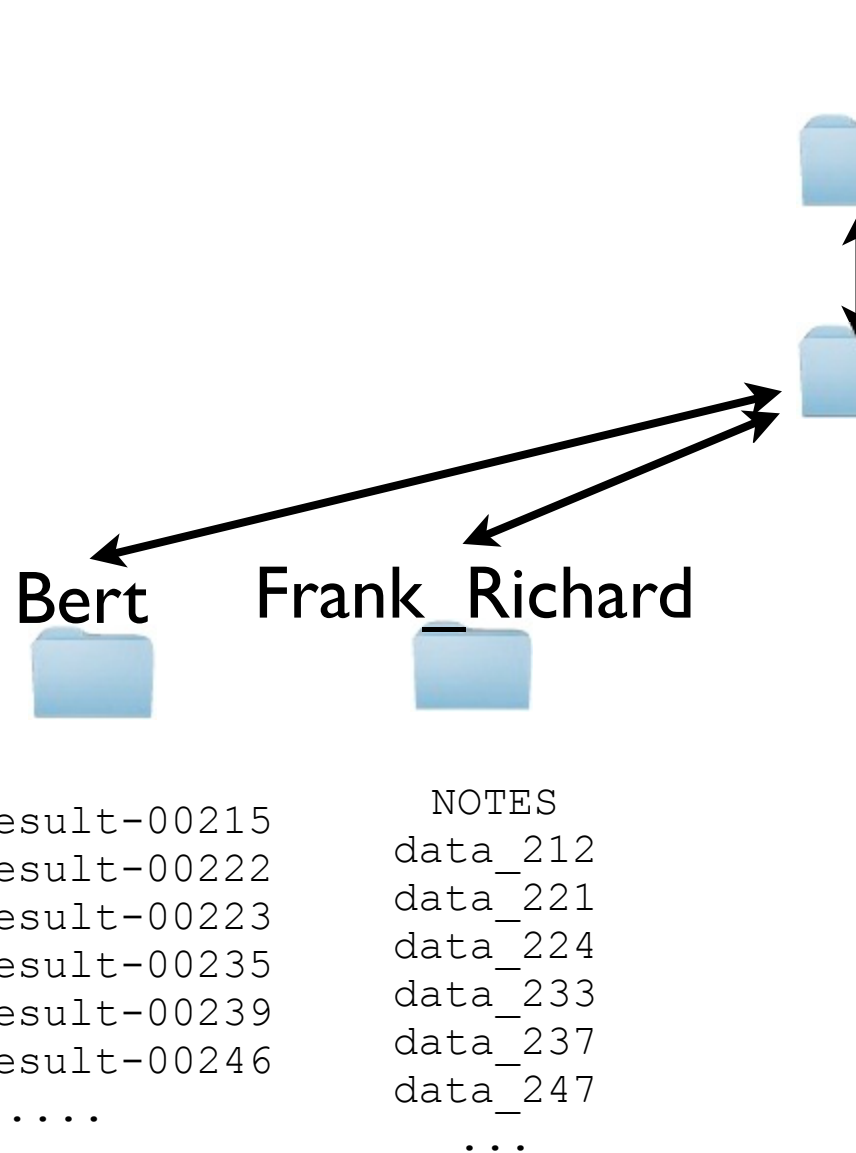 Bert
Frank_Richard
esult-00215
esult-00222
esult-00223
esult-00235
esult-00239
esult-00246
....
NOTES
data_212
data_221
data_224
data_233
data_237
data_247
...